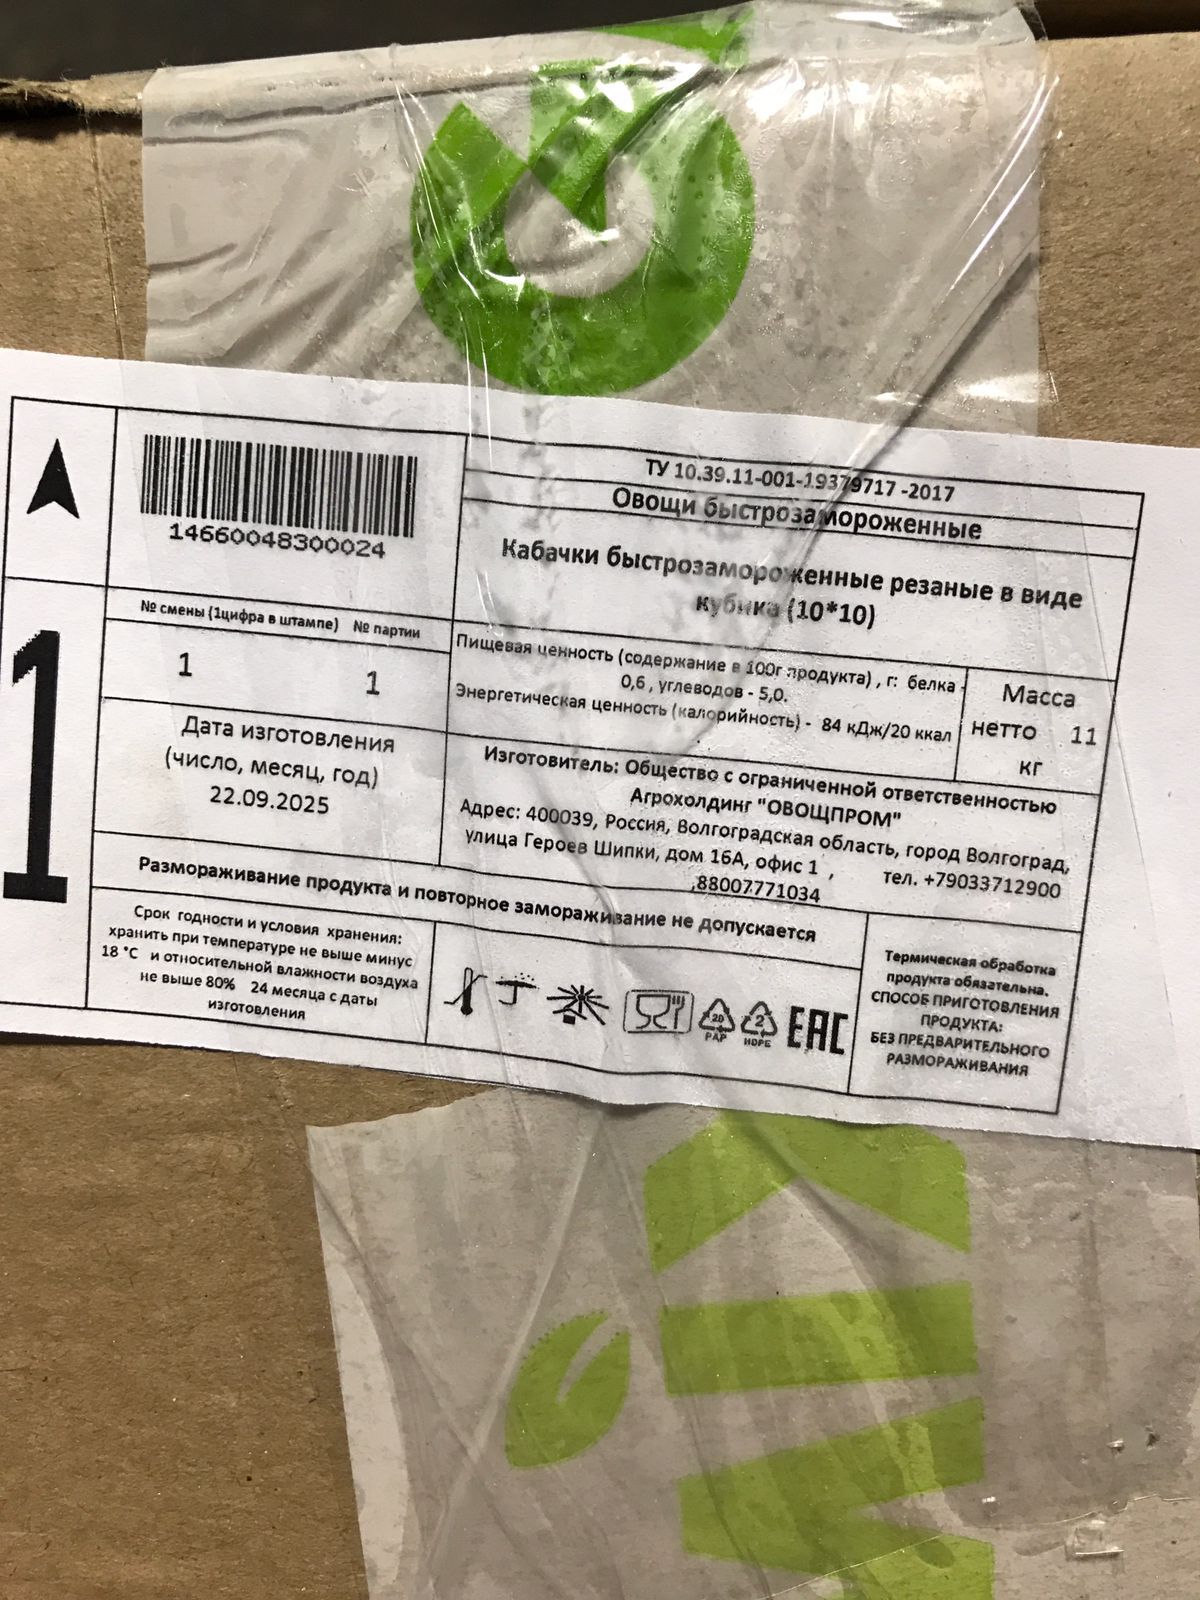 14660048300024
ТУ 10.39.11-001-19379717 -2017
Овощи быстрозамороженные
Кабачки быстрозамороженные резаные в виде
кубика (10*10)
№ смены (1цифра в штампе) № партии
1 1
1
Пищевая ценность (содержание в 100г продукта) , г: белка -
0,6 , углеводов - 5,0.
Энергетическая ценность (калорийность) - 84 кДж/20 ккал
Масса
нетто 11
кг
Дата изготовления
(число, месяц, год)
22.09.2025
Изготовитель: Общество с ограниченной ответственностью
Агрохолдинг "ОВОЩПРОМ"
Адрес: 400039, Россия, Волгоградская область, город Волгоград,
улица Героев Шипки, дом 16А, офис 1 , тел. +79033712900
,88007771034
Размораживание продукта и повторное замораживание не допускается
Срок годности и условия хранения:
хранить при температуре не выше минус
18 °С и относительной влажности воздуха
не выше 80% 24 месяца с даты
изготовления
20
PAP
2
HDPE
EAC
Термическая обработка
продукта обязательна.
СПОСОБ ПРИГОТОВЛЕНИЯ
ПРОДУКТА:
БЕЗ ПРЕДВАРИТЕЛЬНОГО
РАЗМОРАЖИВАНИЯ